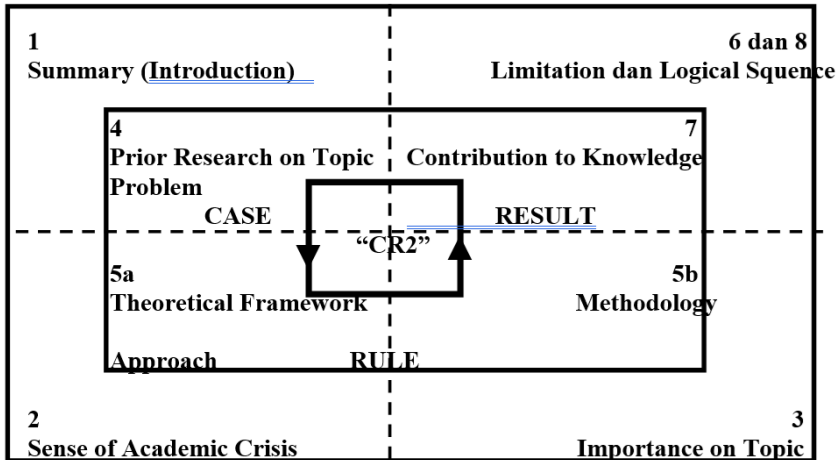 1
Summary (Introduction)
6 dan 8
Limitation dan Logical Squence
4
Prior Research on Topic
Problem
7
Contribution to Knowledge
CASE
RESULT
“CR2”
5a
Theoretical Framework
5b
Methodology
Approach
RULE
2
Sense of Academic Crisis
3
Importance on Topic